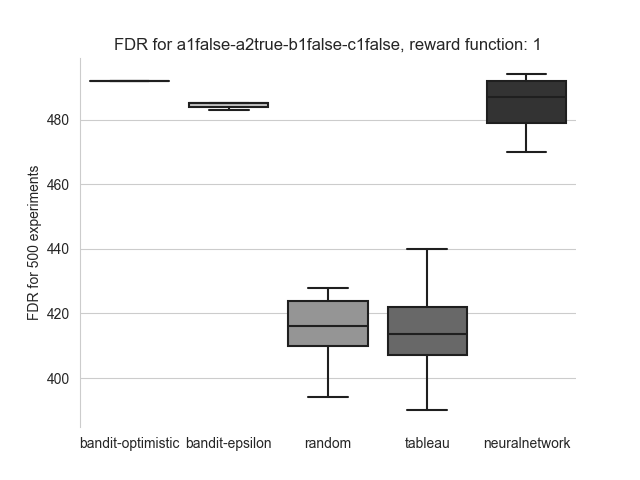 FDR for a1false-a2true-b1false-c1false, reward function: 1
FDR for 500 experiments
480
460
440
420
400
bandit-optimistic bandit-epsilon random tableau neuralnetwork